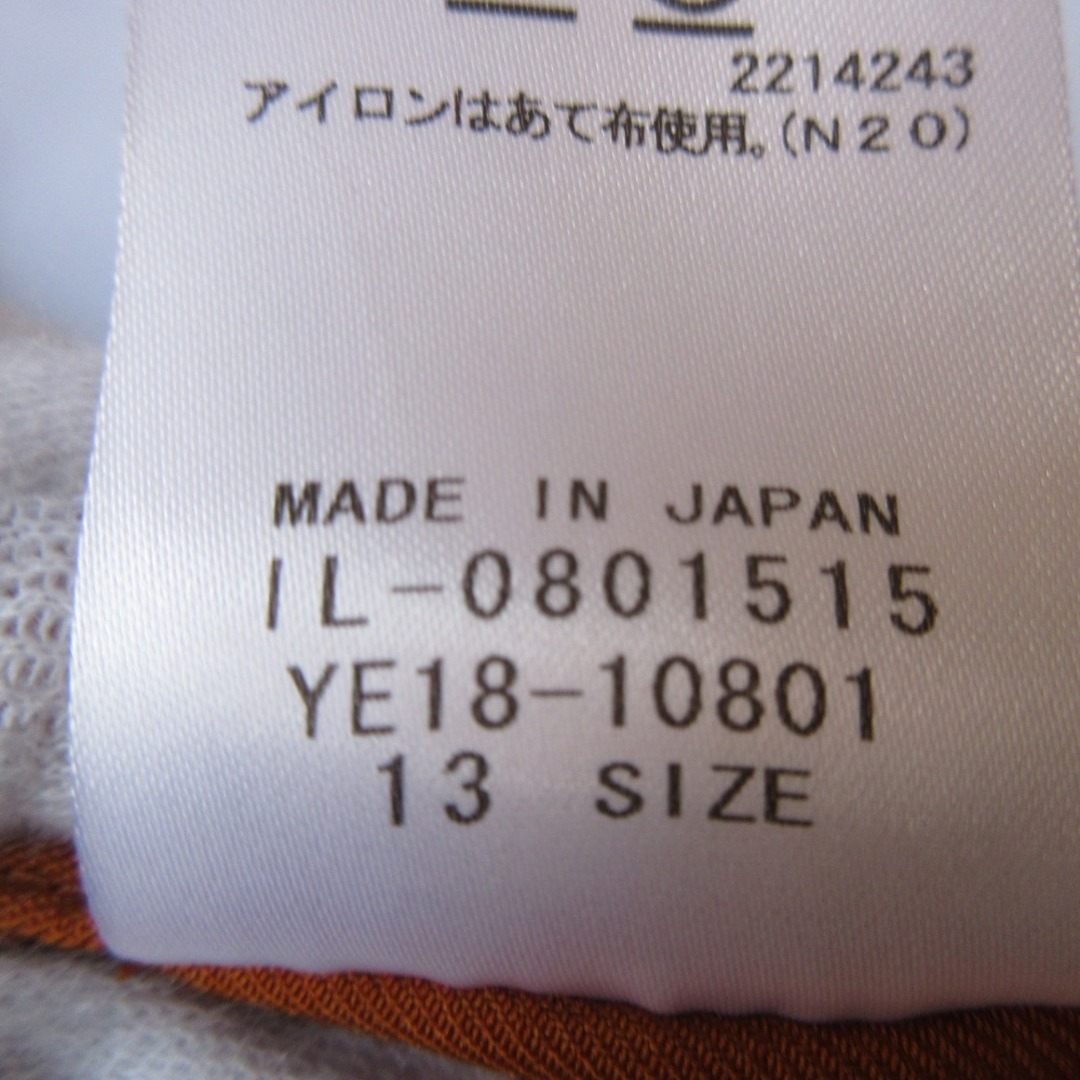 2214243
アイロンはあて布使用。(N20)
MADE IN JAPAN
IL-0801515
YE18-10801
13 SIZE